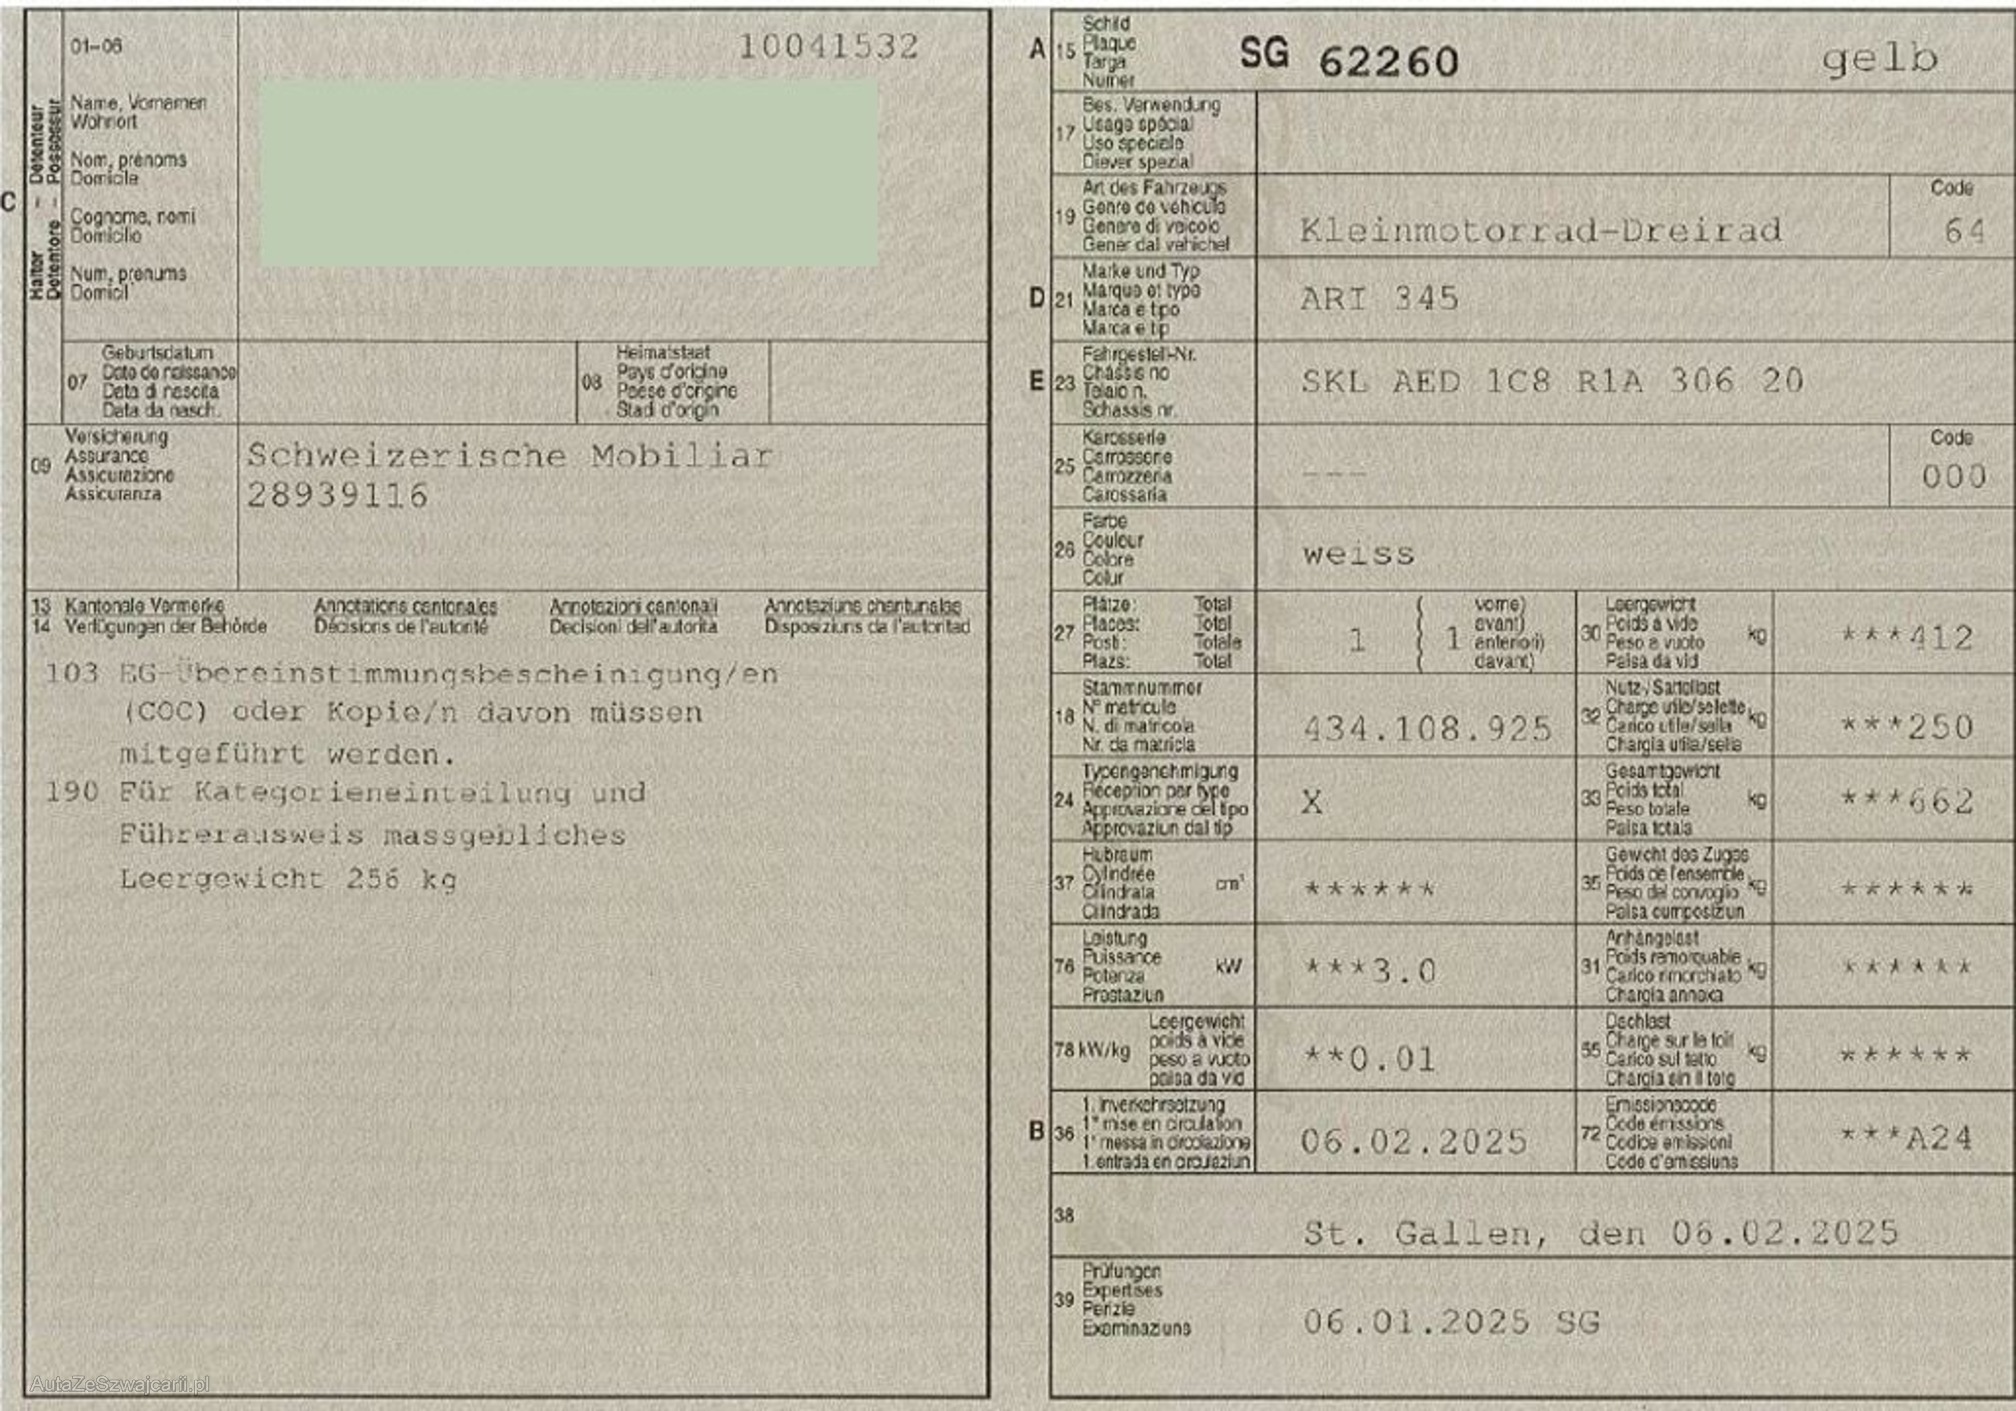 01-06
10041532
C
Halter - Détenteur
Detentore - Possessur
Name, Vornamen
Wohnort
Nom, prénoms
Domicile
Cognome, nomi
Domicilio
Num, prenums
Domicil
07
Geburtsdatum
Date de naissance
Data di nascita
Data da nasch.
08
Heimatstaat
Pays d'origine
Paese d'origine
Stadi d'origin
09
Versicherung
Assurance
Assicurazione
Assicuranza
Schweizerische Mobiliar
28939116
13 Kantonale Vermerke Annotations cantonales Annotazioni cantonali Annotaziuns chantunalas
14 Verfügungen der Behörde Décisions de l'autorité Decisioni dell'autorità Disposiziuns da l'autoritad
103 EG-Übereinstimmungsbescheinigung/en
(COC) oder Kopie/n davon müssen
mitgeführt werden.
190 Für Kategorieneinteilung und
Führerausweis massgebliches
Leergewicht 256 kg
AutaZeSzwajcarii.pl
A 15
Schild
Plaque
Targa
Numer
SG 62260 gelb
17
Bes. Verwendung
Usage spécial
Uso speciale
Diever spezial
19
Art des Fahrzeugs
Genre de véhicule
Genere di veicolo
Gener dal vehichel
Kleinmotorrad-Dreirad
Code
64
D 21
Marke und Typ
Marque et type
Marca e tipo
Marca e tip
ARI 345
E 23
Fahrgestell-Nr.
Châssis no
Telaio n.
Schassis nr.
SKL AED 1C8 R1A 306 20
25
Karosserie
Carrosserie
Carrozzeria
Carossaria
---
Code
000
26
Farbe
Couleur
Colore
Colur
weiss
27
Plätze: Total
Places: Total
Posti: Totale
Plazs: Total
1
( vorne)
( avant)
( 1 anteriori)
( davant)
30
Leergewicht
Poids à vide
Peso a vuoto kg
Paisa da vid
***412
18
Stammnummer
N° matricule
N. di matricola
Nr. da matricla
434.108.925
32
Nutz-/Sattellast
Charge utile/sellette
Carico utile/sella kg
Chargia utila/sella
***250
24
Typengenehmigung
Réception par type
Approvazione del tipo
Approvaziun dal tip
X
33
Gesamtgewicht
Poids total
Peso totale kg
Paisa totala
***662
37
Hubraum
Cylindrée
Cilindrata cm³
Cilindrada
******
35
Gewicht des Zuges
Poids de l'ensemble
Peso del convoglio kg
Paisa cumposiziun
******
76
Leistung
Puissance kW
Potenza
Prestaziun
***3.0
31
Anhängelast
Poids remorquable
Carico rimorchiato kg
Chargia annexa
******
78 kW/kg
Leergewicht
poids à vide
peso a vuoto
paisa da vid
**0.01
55
Dachlast
Charge sur le toit
Carico sul tetto kg
Chargia sin il tetg
******
B 36
1. Inverkehrsetzung
1re mise en circulation
1a messa in circolazione
1. entrada en circulaziun
06.02.2025
72
Emissionscode
Code émissions
Codice emissioni
Code d'emissiuns
***A24
38
St. Gallen, den 06.02.2025
39
Prüfungen
Expertises
Perizie
Examinaziuns
06.01.2025 SG